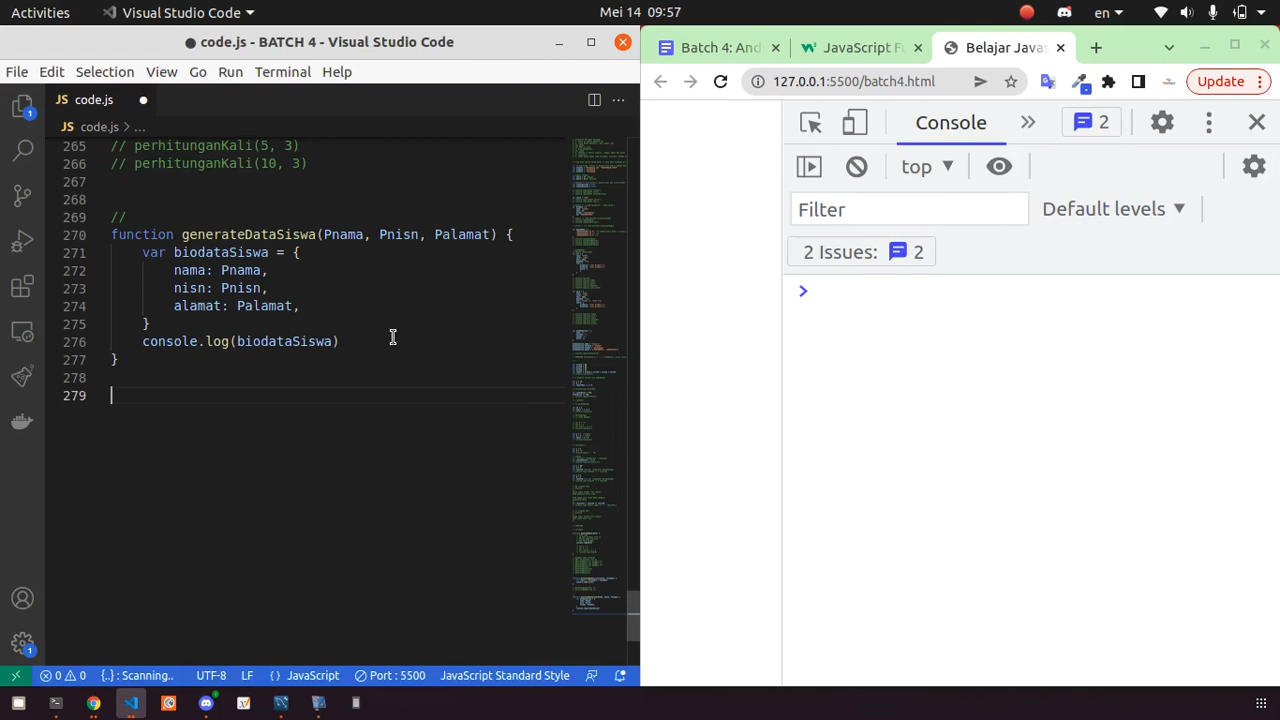 Activities
Visual Studio Code
Mei 14 09:57
en
code.js - BATCH 4 - Visual Studio Code
File Edit Selection View Go Run Terminal Help
JS code.js
JS code.js > ...
265 // perhitunganKali(5, 3)
266 // perhitunganKali(10, 3)
267
268
269 //
270 function generateDataSiswa(Pnama, Pnisn, Palamat) {
271 var biodataSiswa = {
272 nama: Pnama,
273 nisn: Pnisn,
274 alamat: Palamat,
275 }
276 console.log(biodataSiswa)
277 }
278
279
1
1
0 0
{..}: Scanning..
UTF-8
LF
{ } JavaScript
Port : 5500
JavaScript Standard Style
Batch 4: And
JavaScript Fu
Belajar Javas
127.0.0.1:5500/batch4.html
Update
Console
2
top
Filter
Default levels
2 Issues: 2